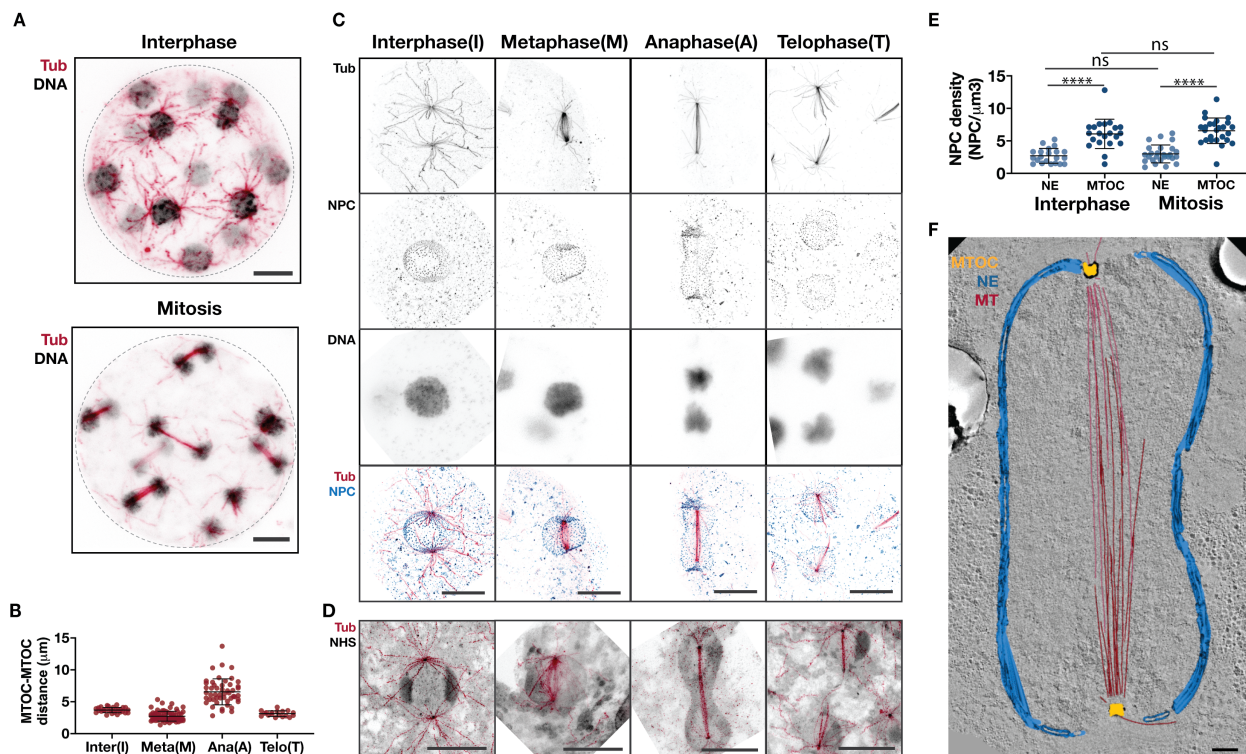 A
Interphase
Tub
DNA
Mitosis
Tub
DNA
B
MTOC-MTOC
distance (μm)
15
10
5
0
Inter(I) Meta(M) Ana(A) Telo(T)
C
Interphase(I) Metaphase(M) Anaphase(A) Telophase(T)
Tub
NPC
DNA
Tub
NPC
D
Tub
NHS
E
ns
ns
**** ****
NPC density
(NPC/μm3)
15
10
5
0
NE MTOC NE MTOC
Interphase Mitosis
F
MTOC
NE
MT